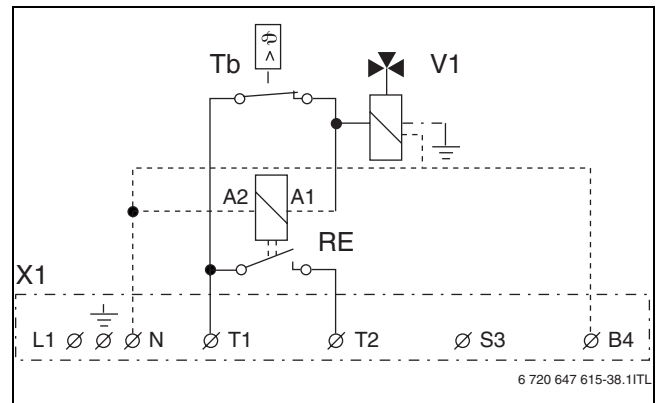 ϑ <
Tb
V1
A2 A1
RE
X1
L1 N T1 T2 S3 B4
6 720 647 615-38.1ITL